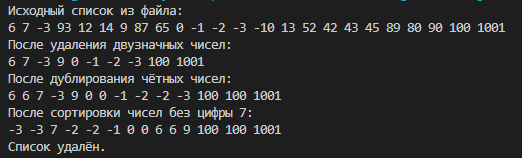 Исходный список из файла:
6 7 -3 93 12 14 9 87 65 0 -1 -2 -3 -10 13 52 42 43 45 89 80 90 100 1001
После удаления двузначных чисел:
6 7 -3 9 0 -1 -2 -3 100 1001
После дублирования чётных чисел:
6 6 7 -3 9 0 0 -1 -2 -2 -3 100 100 1001
После сортировки чисел без цифры 7:
-3 -3 7 -2 -2 -1 0 0 6 6 9 100 100 1001
Список удалён.